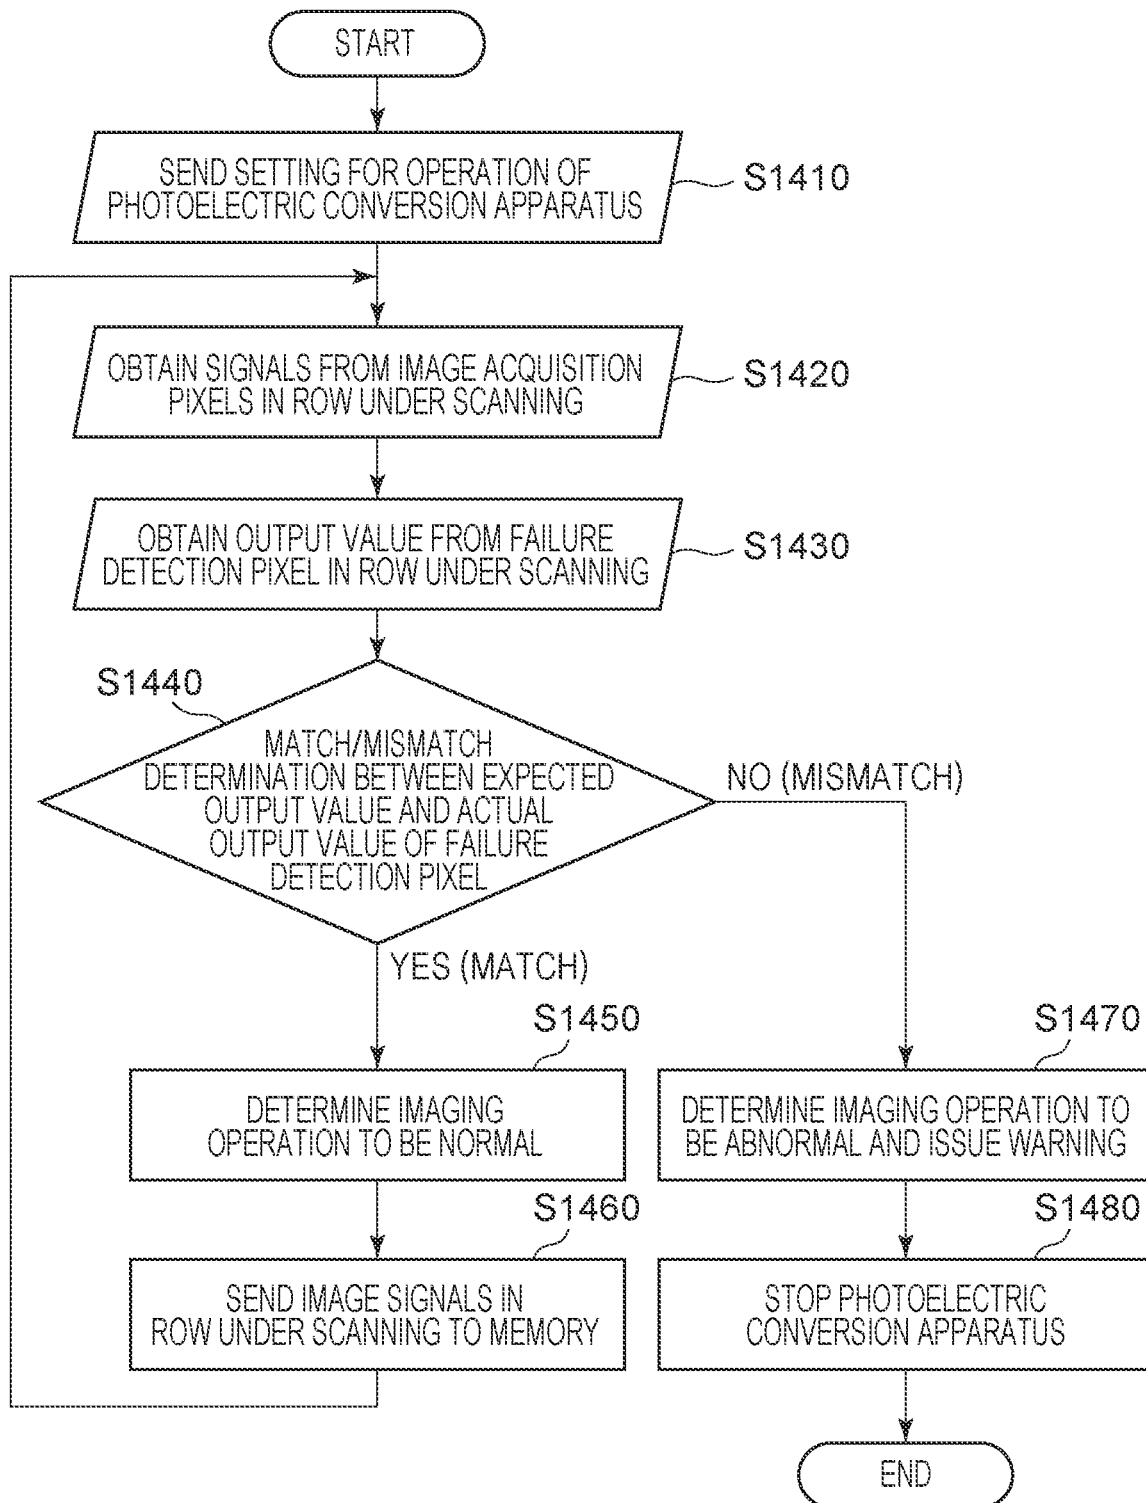 START
SEND SETTING FOR OPERATION OF
PHOTOELECTRIC CONVERSION APPARATUS
S1410
OBTAIN SIGNALS FROM IMAGE ACQUISITION
PIXELS IN ROW UNDER SCANNING
S1420
OBTAIN OUTPUT VALUE FROM FAILURE
DETECTION PIXEL IN ROW UNDER SCANNING
S1430
S1440
MATCH/MISMATCH
DETERMINATION BETWEEN EXPECTED
OUTPUT VALUE AND ACTUAL
OUTPUT VALUE OF FAILURE
DETECTION PIXEL
NO (MISMATCH)
YES (MATCH)
S1450
DETERMINE IMAGING
OPERATION TO BE NORMAL
S1460
SEND IMAGE SIGNALS IN
ROW UNDER SCANNING TO MEMORY
S1470
DETERMINE IMAGING OPERATION TO
BE ABNORMAL AND ISSUE WARNING
S1480
STOP PHOTOELECTRIC
CONVERSION APPARATUS
END